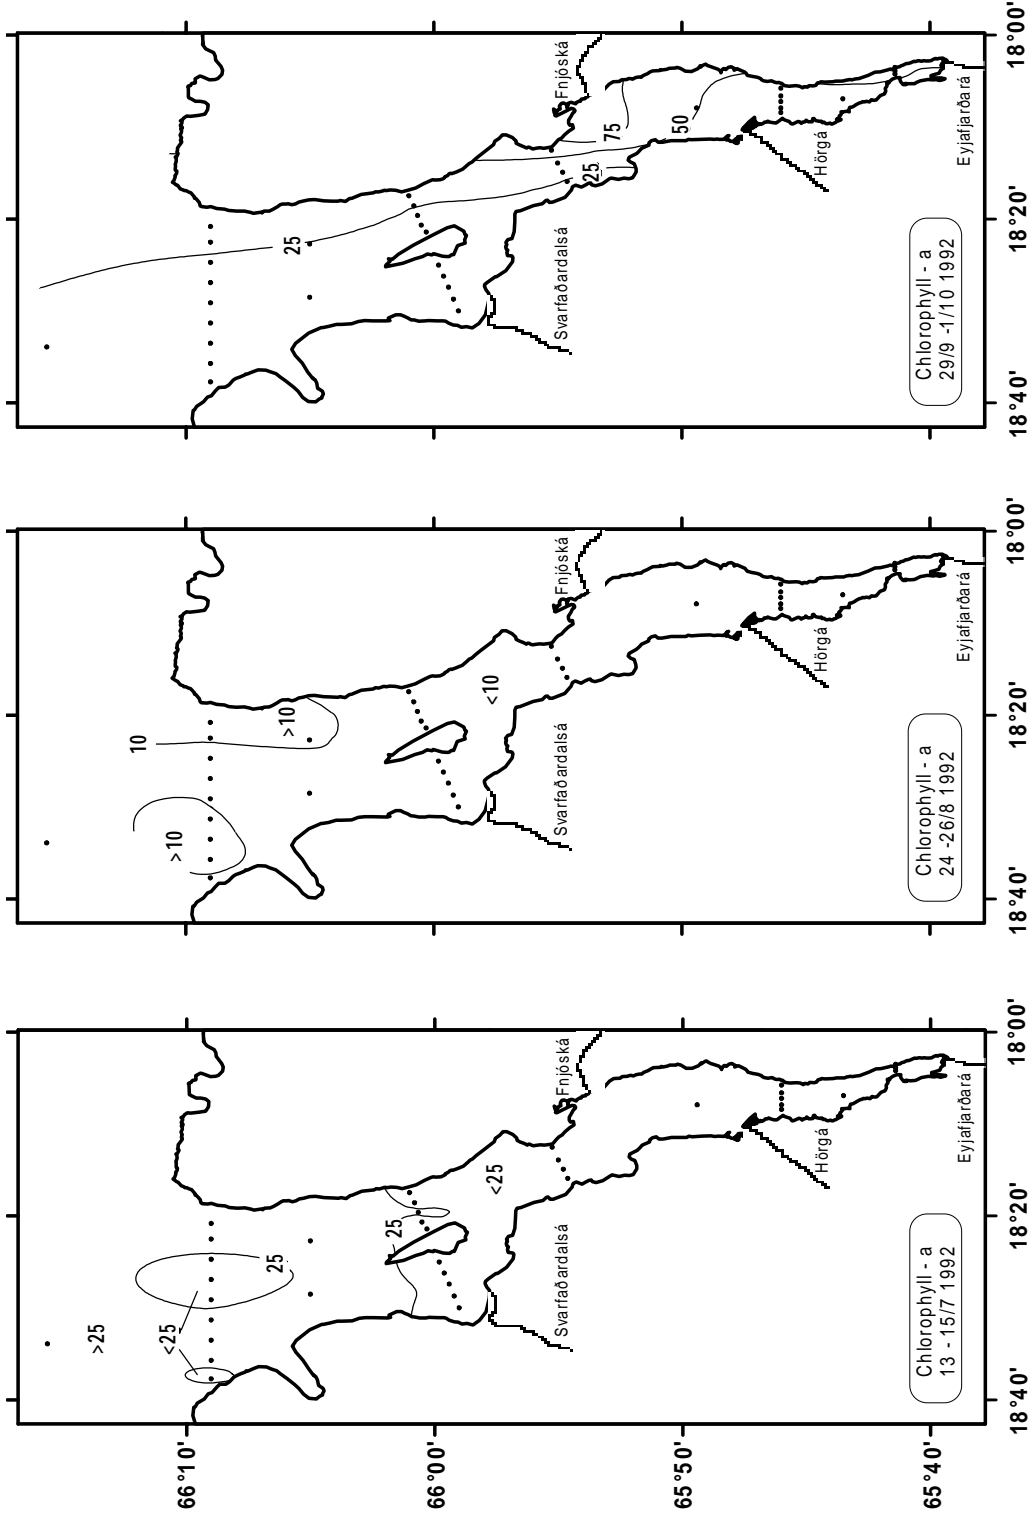 66°10'
66°00'
65°50'
65°40'
>25
<25
25
25
<25
Svarfaðardalsá
Fnjóská
Hörgá
Eyjafjarðará
Chlorophyll - a
13 - 15/7 1992
18°40'
18°20'
18°00'
10
>10
>10
<10
Svarfaðardalsá
Fnjóská
Hörgá
Eyjafjarðará
Chlorophyll - a
24 -26/8 1992
18°40'
18°20'
18°00'
25
25
75
50
Svarfaðardalsá
Fnjóská
Hörgá
Eyjafjarðará
Chlorophyll - a
29/9 -1/10 1992
18°40'
18°20'
18°00'